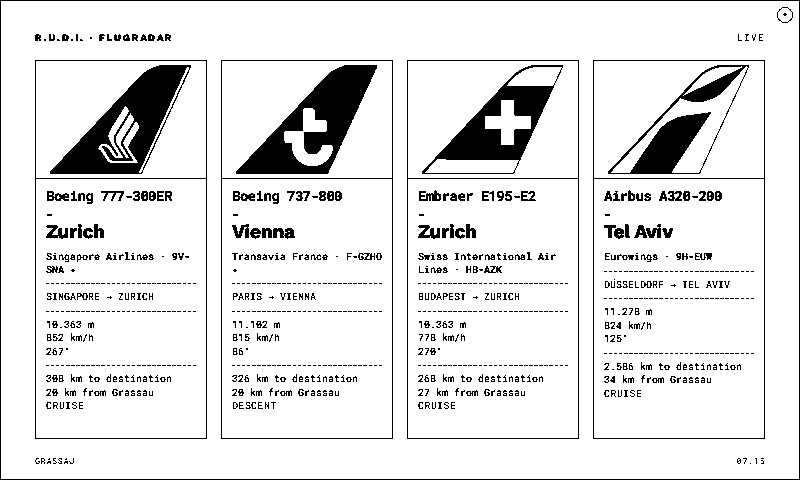 R.U.D.I. · FLUGRADAR
LIVE
Boeing 777-300ER
-
Zurich
Singapore Airlines · 9V-
SNA ✦
SINGAPORE → ZURICH
10.363 m
852 km/h
267°
308 km to destination
20 km from Grassau
CRUISE
Boeing 737-800
-
Vienna
Transavia France · F-GZHO
✦
PARIS → VIENNA
11.102 m
815 km/h
86°
326 km to destination
20 km from Grassau
DESCENT
Embraer E195-E2
-
Zurich
Swiss International Air
Lines · HB-AZK
BUDAPEST → ZURICH
10.363 m
778 km/h
270°
268 km to destination
27 km from Grassau
CRUISE
Airbus A320-200
-
Tel Aviv
Eurowings · 9H-EUW
DÜSSELDORF → TEL AVIV
11.278 m
824 km/h
125°
2.586 km to destination
34 km from Grassau
CRUISE
GRASSAU
07.15